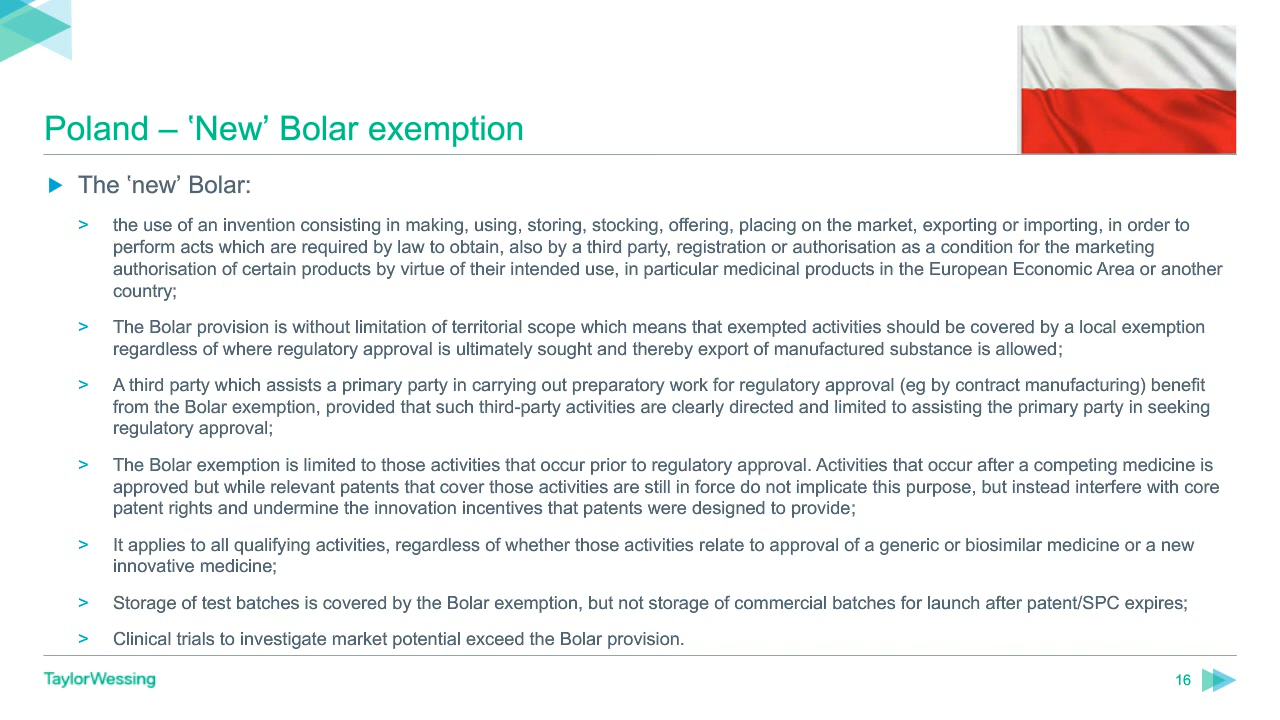 Poland – ‛New’ Bolar exemption
The ‛new’ Bolar:
> the use of an invention consisting in making, using, storing, stocking, offering, placing on the market, exporting or importing, in order to
perform acts which are required by law to obtain, also by a third party, registration or authorisation as a condition for the marketing
authorisation of certain products by virtue of their intended use, in particular medicinal products in the European Economic Area or another
country;
> The Bolar provision is without limitation of territorial scope which means that exempted activities should be covered by a local exemption
regardless of where regulatory approval is ultimately sought and thereby export of manufactured substance is allowed;
> A third party which assists a primary party in carrying out preparatory work for regulatory approval (eg by contract manufacturing) benefit
from the Bolar exemption, provided that such third-party activities are clearly directed and limited to assisting the primary party in seeking
regulatory approval;
> The Bolar exemption is limited to those activities that occur prior to regulatory approval. Activities that occur after a competing medicine is
approved but while relevant patents that cover those activities are still in force do not implicate this purpose, but instead interfere with core
patent rights and undermine the innovation incentives that patents were designed to provide;
> It applies to all qualifying activities, regardless of whether those activities relate to approval of a generic or biosimilar medicine or a new
innovative medicine;
> Storage of test batches is covered by the Bolar exemption, but not storage of commercial batches for launch after patent/SPC expires;
> Clinical trials to investigate market potential exceed the Bolar provision.
TaylorWessing
16